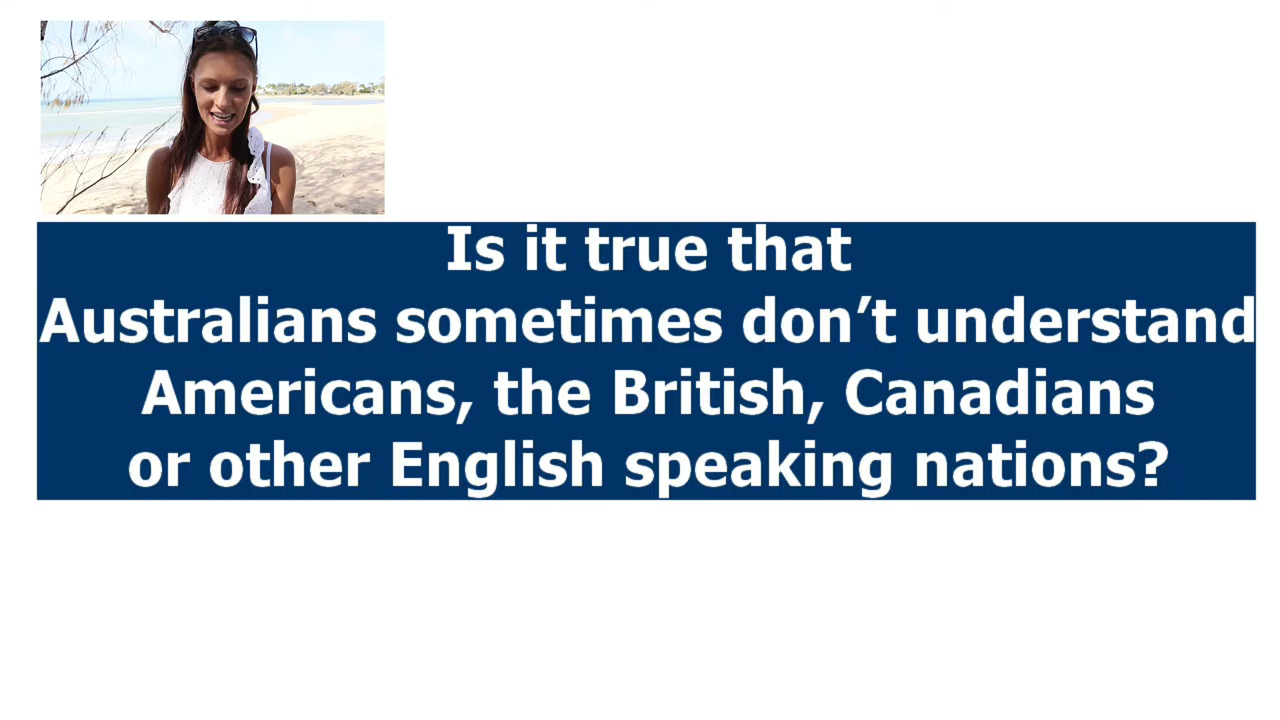 Is it true that
Australians sometimes don’t understand
Americans, the British, Canadians
or other English speaking nations?